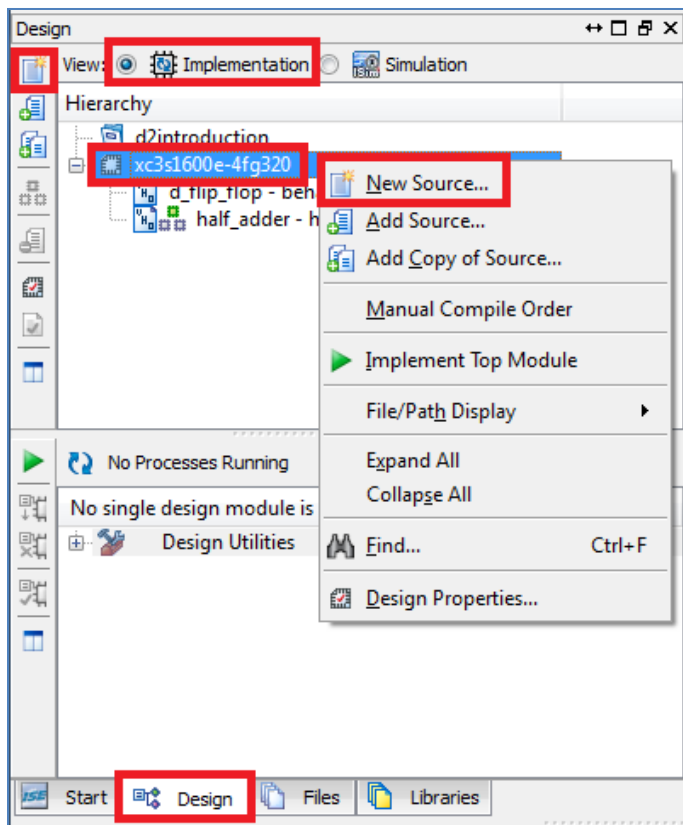 Design
View: Implementation Simulation
Hierarchy
d2introduction
xc3s1600e-4fg320
d_flip_flop - beh
half_adder - h
New Source...
Add Source...
Add Copy of Source...
Manual Compile Order
Implement Top Module
File/Path Display
Expand All
Collapse All
Find... Ctrl+F
Design Properties...
No Processes Running
No single design module is
Design Utilities
ISE Start Design Files Libraries